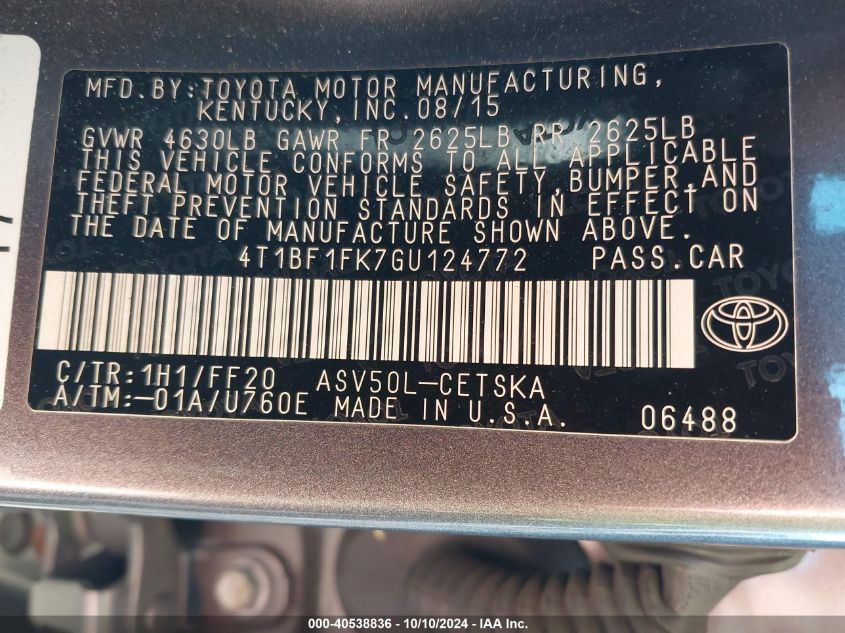 MFD. BY: TOYOTA MOTOR MANUFACTURING,
KENTUCKY, INC. 08/15
GVWR 4630LB GAWR FR 2625LB RR 2625LB
THIS VEHICLE CONFORMS TO ALL APPLICABLE
FEDERAL MOTOR VEHICLE SAFETY, BUMPER, AND
THEFT PREVENTION STANDARDS IN EFFECT ON
THE DATE OF MANUFACTURE SHOWN ABOVE.
4T1BF1FK7GU124772 PASS.CAR
C/TR: 1H1/FF20 ASV50L-CETSKA
A/TM: -01A/U760E MADE IN U.S.A. 06488
000-40538836 - 10/10/2024 - IAA Inc.